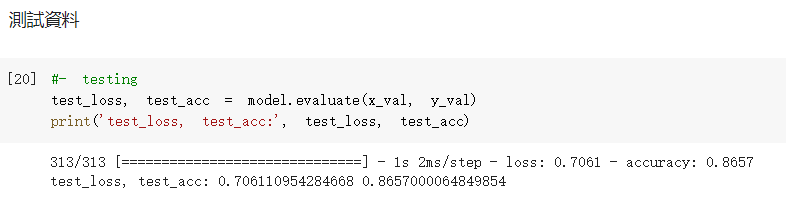 測試資料
[20] #- testing
test_loss, test_acc = model.evaluate(x_val, y_val)
print('test_loss, test_acc:', test_loss, test_acc)
313/313 [==============================] - 1s 2ms/step - loss: 0.7061 - accuracy: 0.8657
test_loss, test_acc: 0.706110954284668 0.8657000064849854